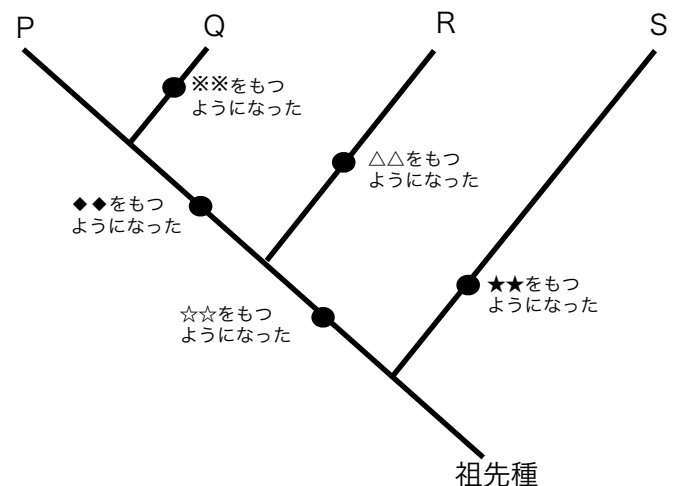 P
Q
R
S
※※をもつ
ようになった
△△をもつ
ようになった
◆◆をもつ
ようになった
☆☆をもつ
ようになった
★★をもつ
ようになった
祖先種